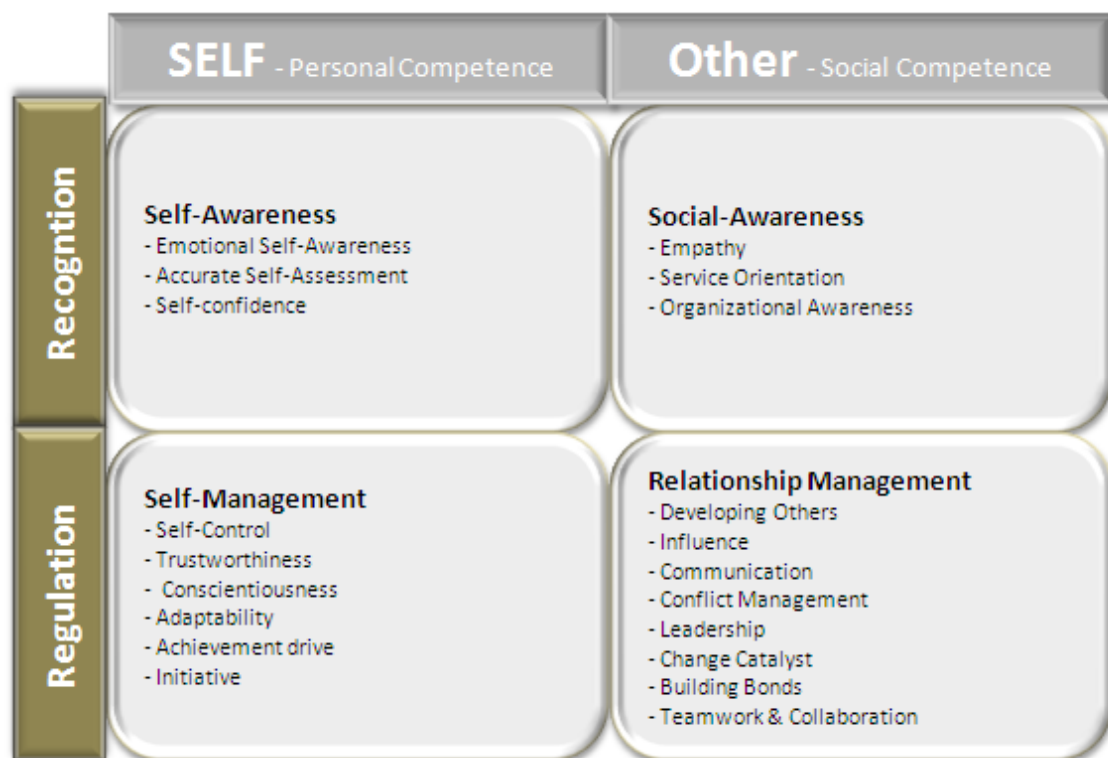 SELF - Personal Competence
Other - Social Competence
Recogntion
Self-Awareness
- Emotional Self-Awareness
- Accurate Self-Assessment
- Self-confidence
Social-Awareness
- Empathy
- Service Orientation
- Organizational Awareness
Regulation
Self-Management
- Self-Control
- Trustworthiness
- Conscientiousness
- Adaptability
- Achievement drive
- Initiative
Relationship Management
- Developing Others
- Influence
- Communication
- Conflict Management
- Leadership
- Change Catalyst
- Building Bonds
- Teamwork & Collaboration